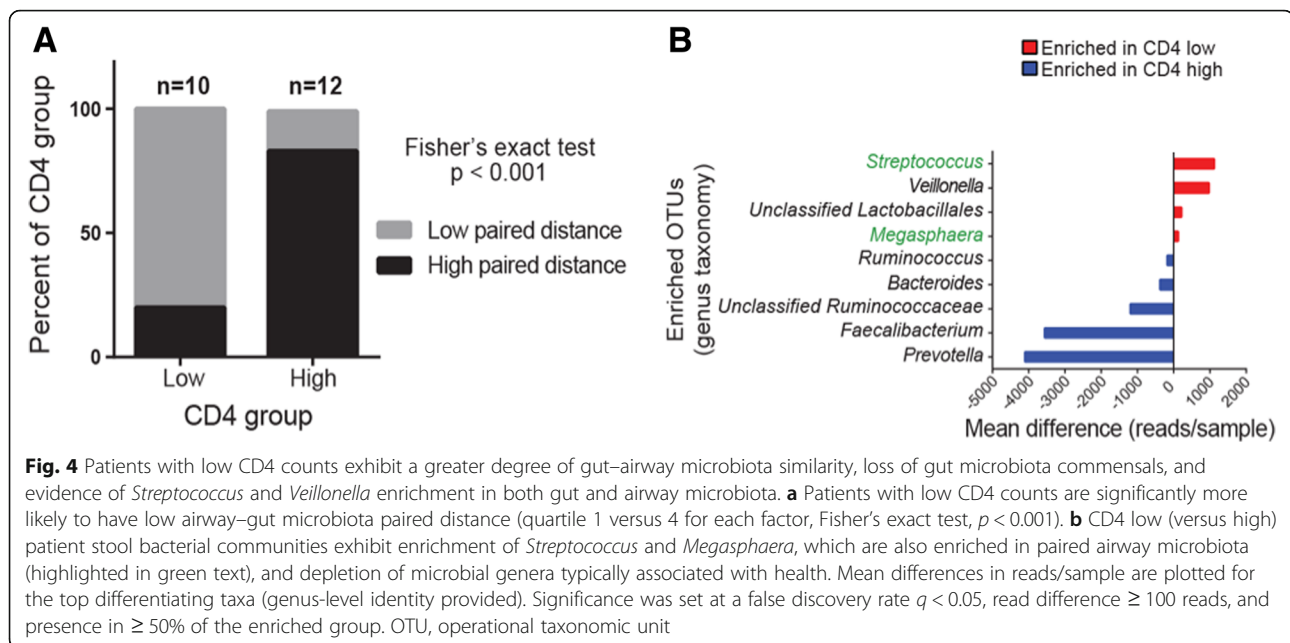 A
n=10
n=12
100
50
0
Percent of CD4 group
Low
High
CD4 group
Fisher's exact test
p < 0.001
Low paired distance
High paired distance
B
Enriched in CD4 low
Enriched in CD4 high
Enriched OTUs
(genus taxonomy)
Streptococcus
Veillonella
Unclassified Lactobacillales
Megasphaera
Ruminococcus
Bacteroides
Unclassified Ruminococcaceae
Faecalibacterium
Prevotella
-5000
-4000
-3000
-2000
-1000
0
1000
2000
Mean difference (reads/sample)
Fig. 4 Patients with low CD4 counts exhibit a greater degree of gut–airway microbiota similarity, loss of gut microbiota commensals, and
evidence of Streptococcus and Veillonella enrichment in both gut and airway microbiota. a Patients with low CD4 counts are significantly more
likely to have low airway–gut microbiota paired distance (quartile 1 versus 4 for each factor, Fisher's exact test, p < 0.001). b CD4 low (versus high)
patient stool bacterial communities exhibit enrichment of Streptococcus and Megasphaera, which are also enriched in paired airway microbiota
(highlighted in green text), and depletion of microbial genera typically associated with health. Mean differences in reads/sample are plotted for
the top differentiating taxa (genus-level identity provided). Significance was set at a false discovery rate q < 0.05, read difference ≥ 100 reads, and
presence in ≥ 50% of the enriched group. OTU, operational taxonomic unit